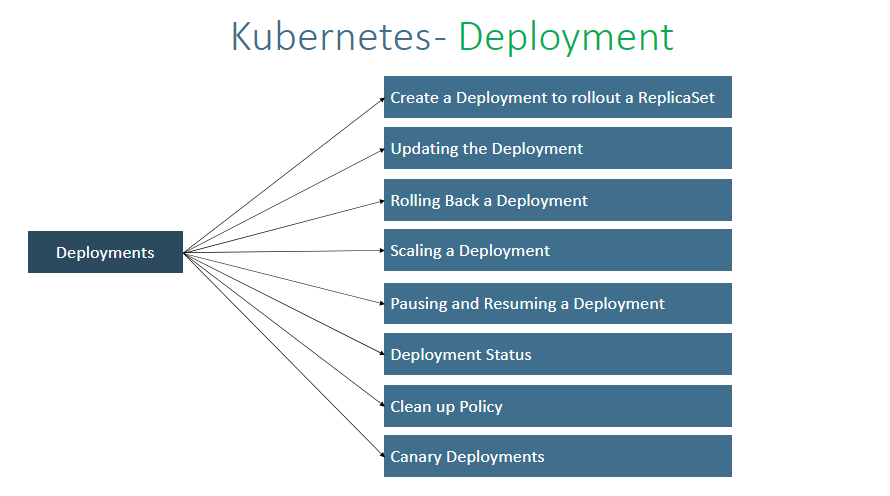 Kubernetes- Deployment
Create a Deployment to rollout a ReplicaSet
Updating the Deployment
Rolling Back a Deployment
Deployments
Scaling a Deployment
Pausing and Resuming a Deployment
Deployment Status
Clean up Policy
Canary Deployments